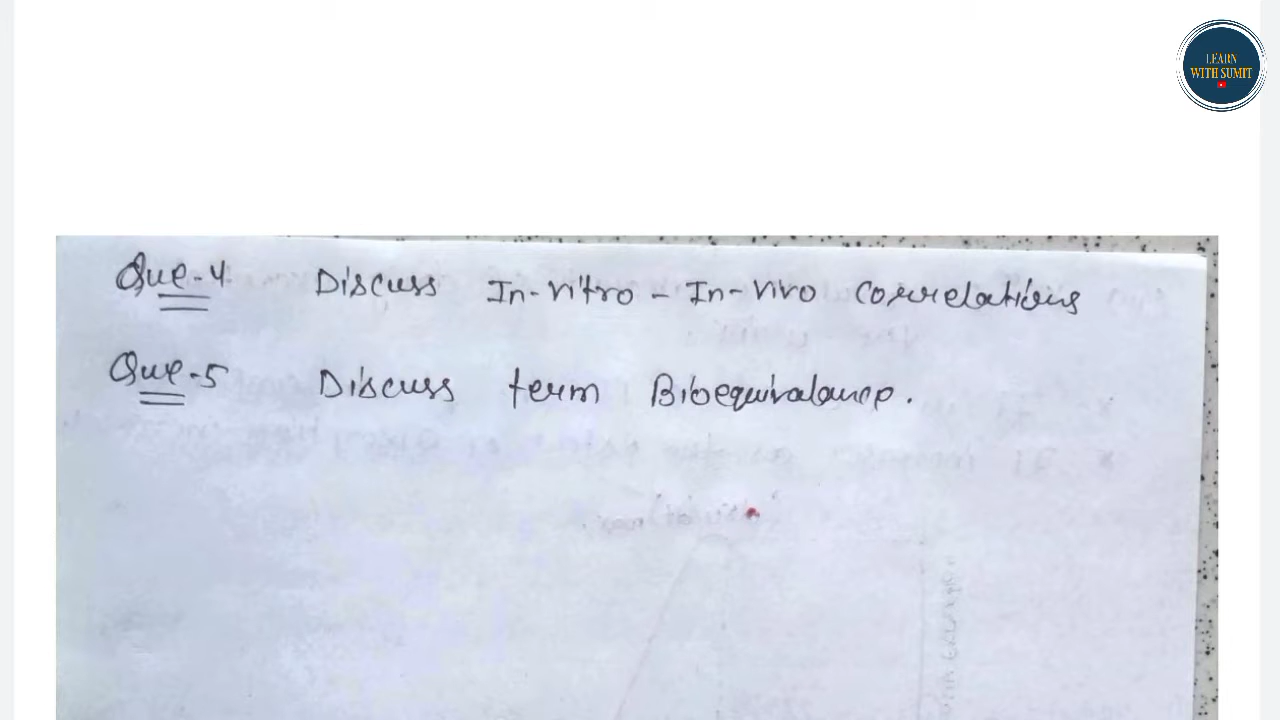 LEARN
WITH SUMIT
Que-4 Discuss In-vitro - In-vivo correlations
Que-5 Discuss term Bioequivalance.